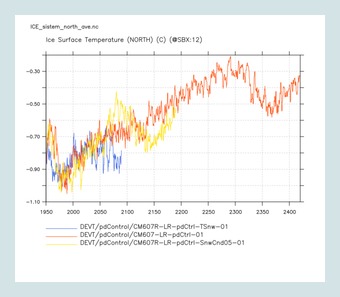 ICE_sistem_north_ave.nc
Ice Surface Temperature (NORTH) (C) (@SBX:12)
-0.30
-0.50
-0.70
-0.90
-1.10
1950 2000 2050 2100 2150 2200 2250 2300 2350 2400
DEVT/pdControl/CM607R-LR-pdCtrl-TSnw-01
DEVT/pdControl/CM607-LR-pdCtrl-01
DEVT/pdControl/CM607R-LR-pdCtrl-SnwCnd05-01